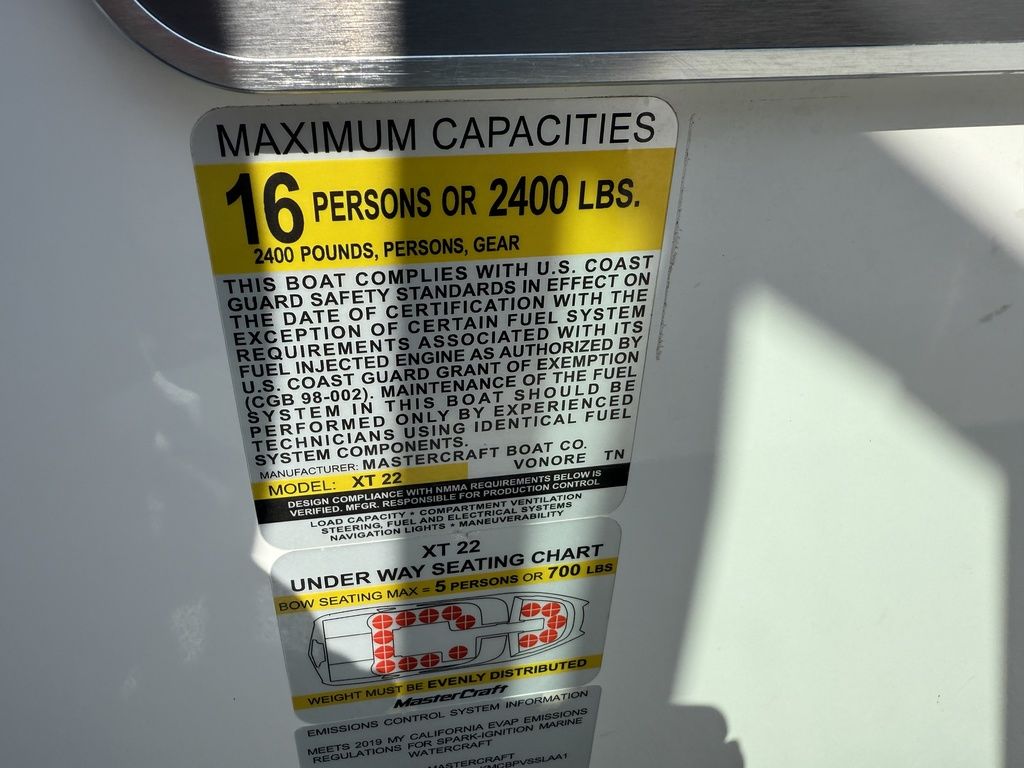 MAXIMUM CAPACITIES
16 PERSONS OR 2400 LBS.
2400 POUNDS, PERSONS, GEAR
THIS BOAT COMPLIES WITH U.S. COAST
GUARD SAFETY STANDARDS IN EFFECT ON
THE DATE OF CERTIFICATION WITH THE
EXCEPTION OF CERTAIN FUEL SYSTEM
REQUIREMENTS ASSOCIATED WITH ITS
FUEL INJECTED ENGINE AS AUTHORIZED BY
U.S. COAST GUARD GRANT OF EXEMPTION
(CGB 98-002). MAINTENANCE OF THE FUEL
SYSTEM IN THIS BOAT SHOULD BE
PERFORMED ONLY BY EXPERIENCED
TECHNICIANS USING IDENTICAL FUEL
SYSTEM COMPONENTS.
MANUFACTURER: MASTERCRAFT BOAT CO.
VONORE TN
MODEL: XT 22
DESIGN COMPLIANCE WITH NMMA REQUIREMENTS BELOW IS
VERIFIED. MFGR. RESPONSIBLE FOR PRODUCTION CONTROL
LOAD CAPACITY * COMPARTMENT VENTILATION
STEERING, FUEL AND ELECTRICAL SYSTEMS
NAVIGATION LIGHTS * MANEUVERABILITY
XT 22
UNDER WAY SEATING CHART
BOW SEATING MAX = 5 PERSONS OR 700 LBS
WEIGHT MUST BE EVENLY DISTRIBUTED
MasterCraft
EMISSIONS CONTROL SYSTEM INFORMATION
MEETS 2019 MY CALIFORNIA EVAP EMISSIONS
REGULATIONS FOR SPARK-IGNITION MARINE
WATERCRAFT
MASTERCRAFT